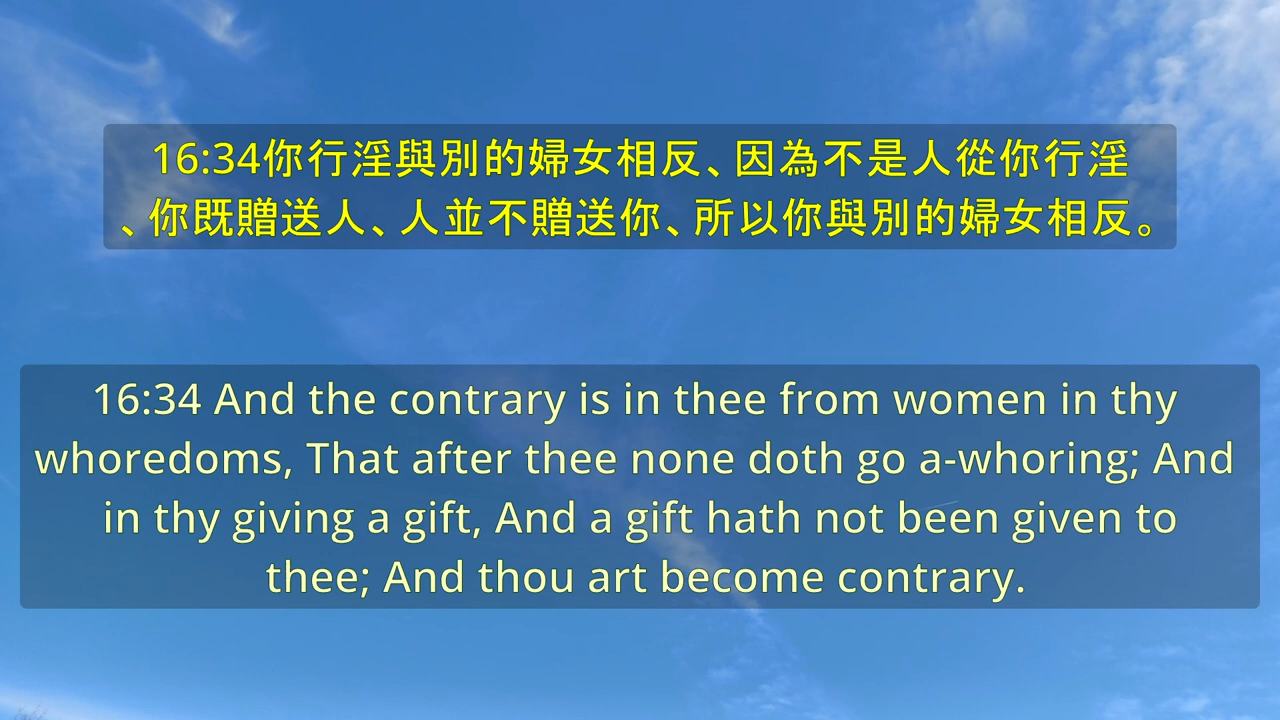 16:34你行淫與別的婦女相反、因為不是人從你行淫
、你既贈送人、人並不贈送你、所以你與別的婦女相反。
16:34 And the contrary is in thee from women in thy
whoredoms, That after thee none doth go a-whoring; And
in thy giving a gift, And a gift hath not been given to
thee; And thou art become contrary.